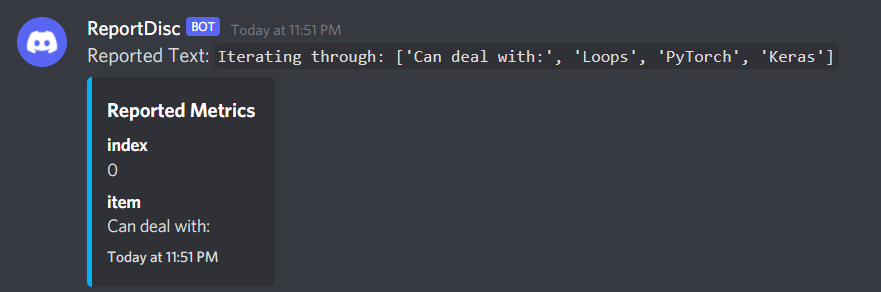 ReportDisc BOT Today at 11:51 PM
Reported Text: Iterating through: ['Can deal with:', 'Loops', 'PyTorch', 'Keras']
Reported Metrics
index
0
item
Can deal with:
Today at 11:51 PM